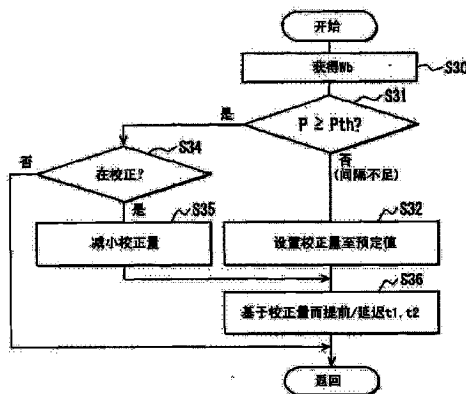 开始
获得Wb
S30
S31
P ≥ Pth?
是
否
(间隔不足)
S34
在校正?
否
是
S35
减小校正量
S32
设置校正量至预定值
S36
基于校正量而提前/延迟t1,t2
返回